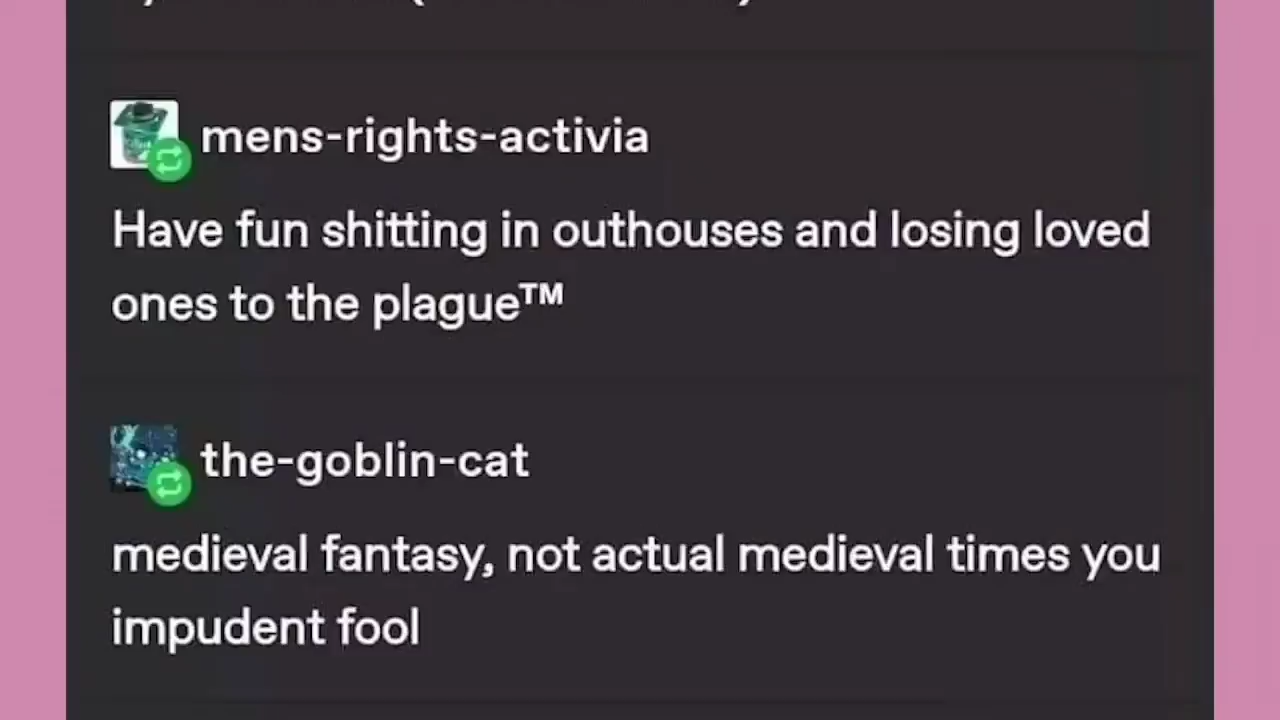 mens-rights-activia
Have fun shitting in outhouses and losing loved
ones to the plague™
the-goblin-cat
medieval fantasy, not actual medieval times you
impudent fool